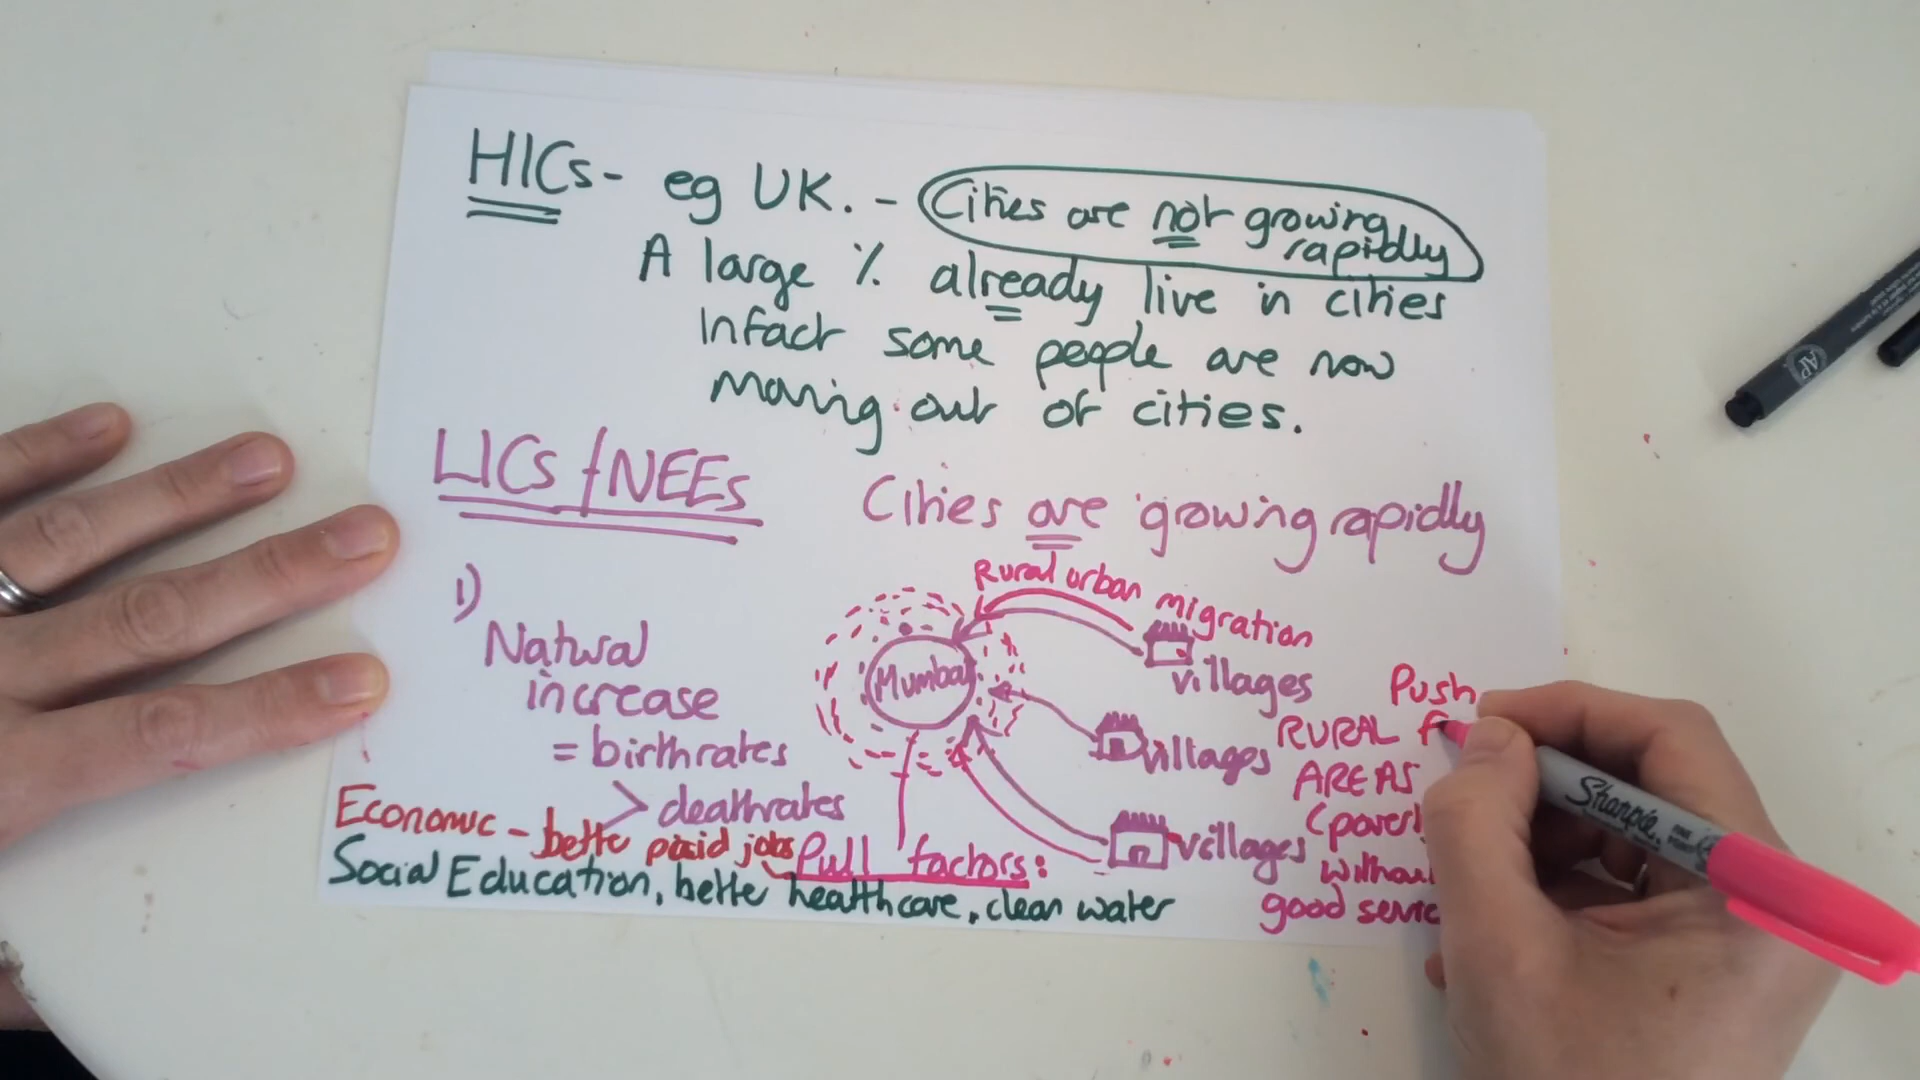 HICs - eg UK. - Cities are not growing
rapidly
A large % already live in cities
Infact some people are now
moving out of cities.
LICs / NEEs
Cities are growing rapidly
1)
Natural
increase
= birthrates
> deathrates
Rural urban migration
Mumbai
villages
villages
villages
Push
RURAL
AREAS
good
Pull factors:
Economic - better paid jobs
Social Education, better healthcare, clean water
Sharpie
AP